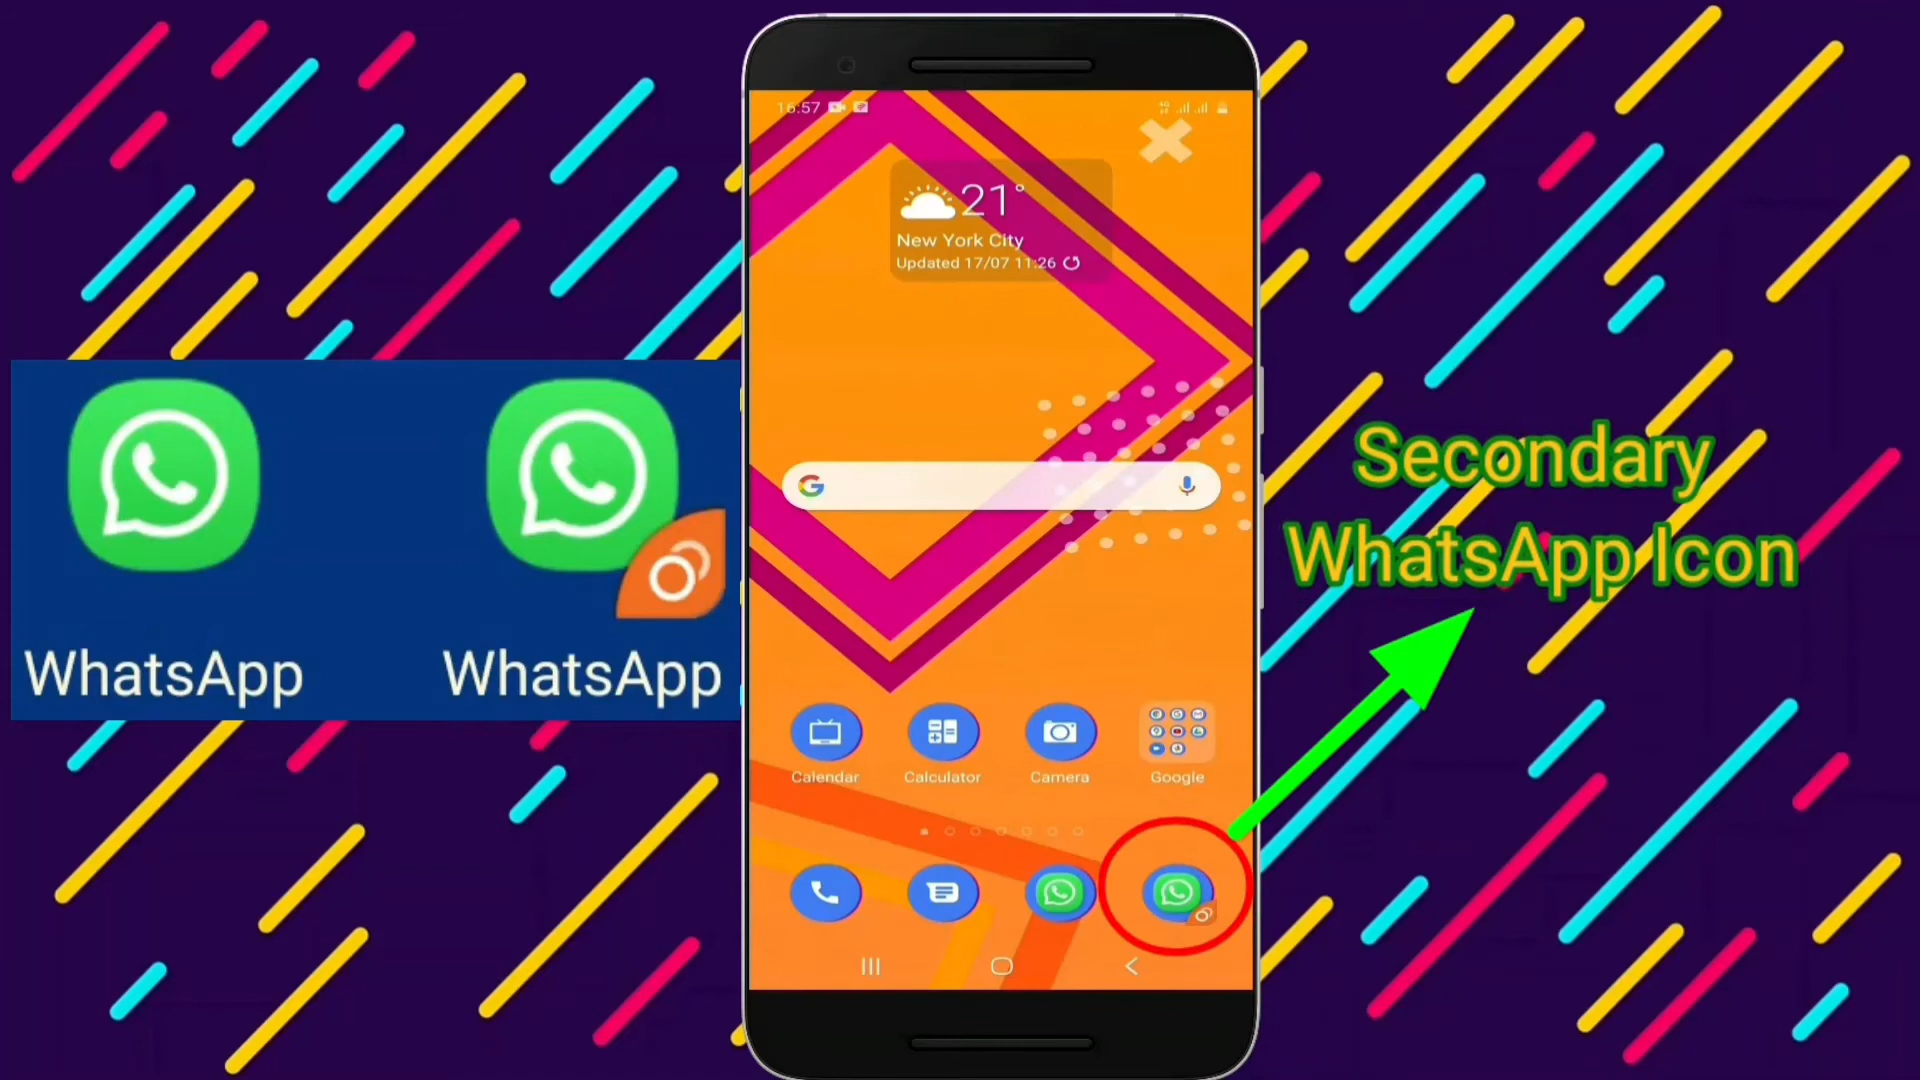 16:57
21°
New York City
Updated 17/07 11:26
WhatsApp
WhatsApp
Secondary
WhatsApp Icon
Calendar
Calculator
Camera
Google